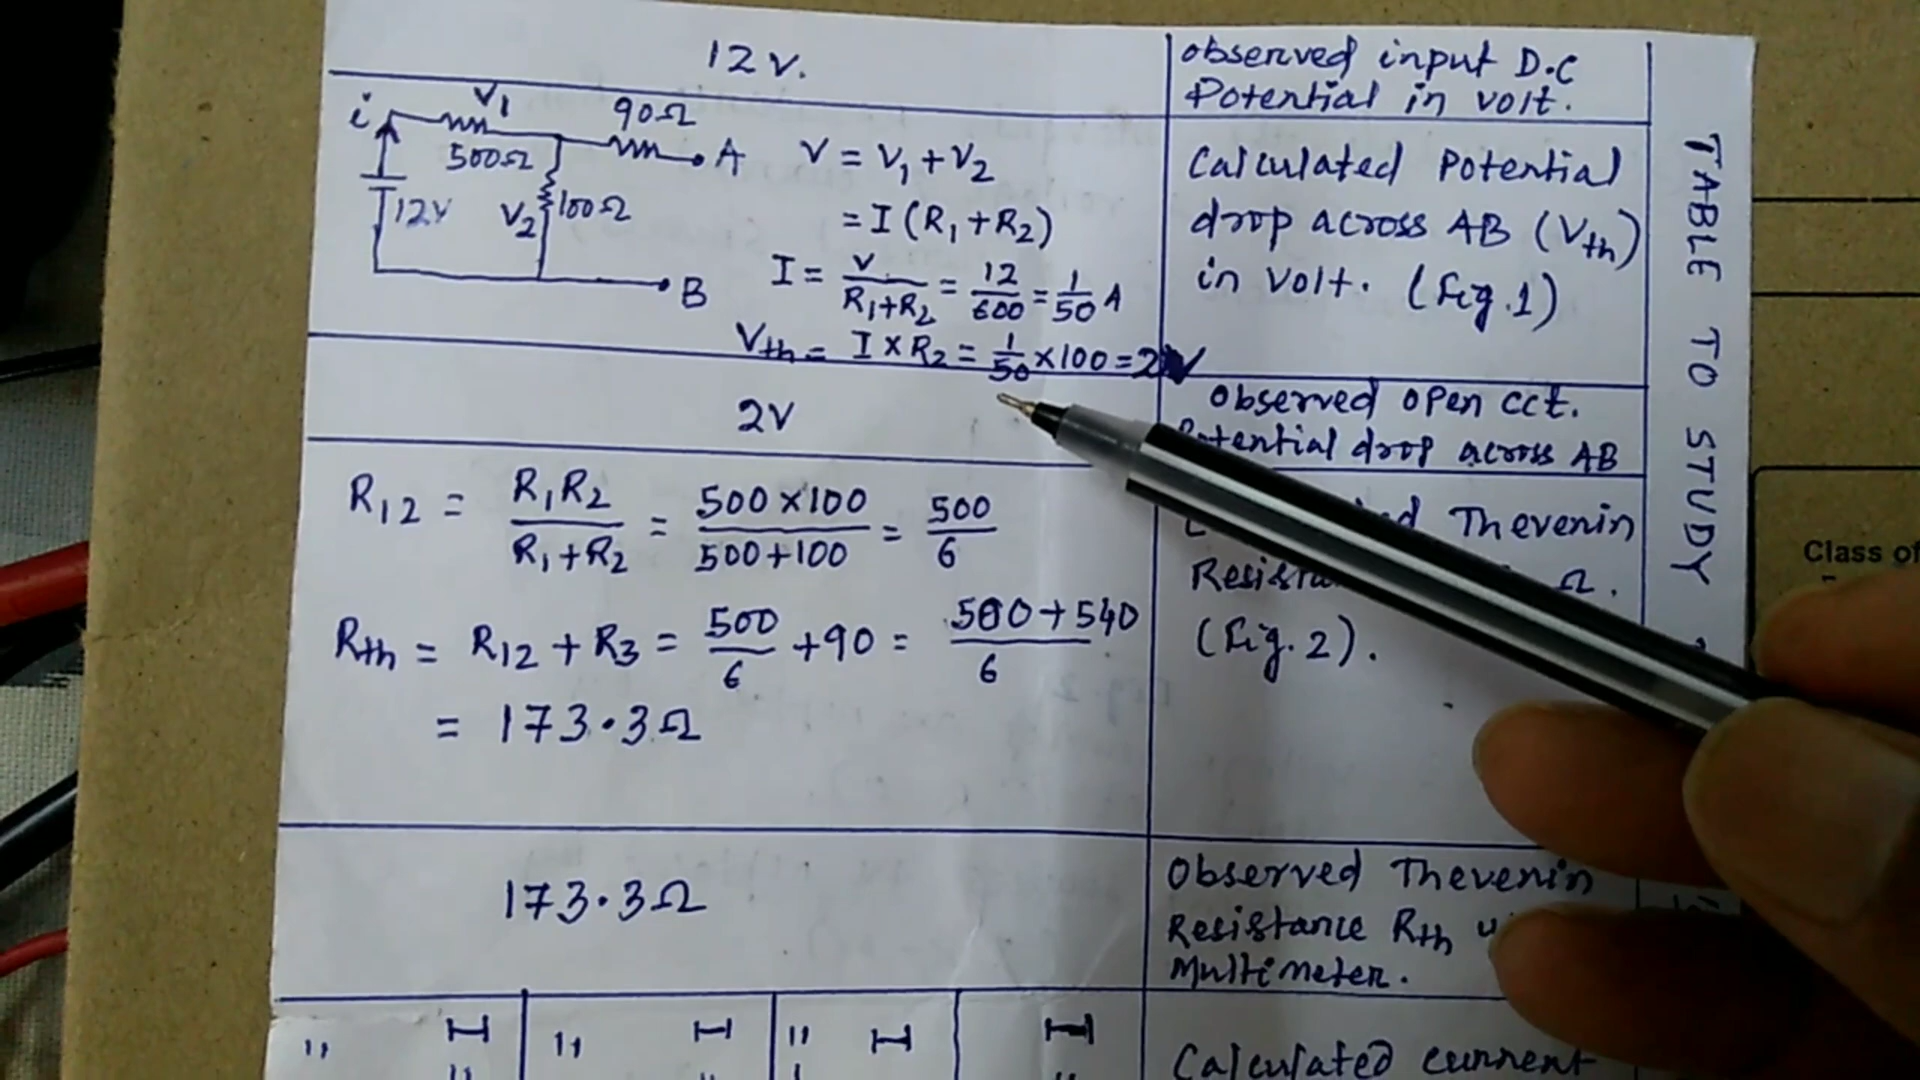 12 V.
observed input D.C
Potential in volt.
i
V1
90Ω
500Ω
A
12V
V2
100Ω
B
V = V1 + V2
= I (R1 + R2)
I = V/(R1+R2) = 12/600 = 1/50 A
Vth = I × R2 = 1/50 × 100 = 2V
Calculated Potential
drop across AB (Vth)
in volt. (fig.1)
2V
Observed open cct.
Potential drop across AB
R12 = R1R2/(R1+R2) = 500×100/(500+100) = 500/6
Rth = R12 + R3 = 500/6 + 90 = (500+540)/6
= 173.3Ω
Thevenin
Ω.
(fig.2).
173.3Ω
Observed Thevenin
Resistance Rth
Multimeter.
I
I
I
I
Calculated current
TABLE TO STUDY
Class of